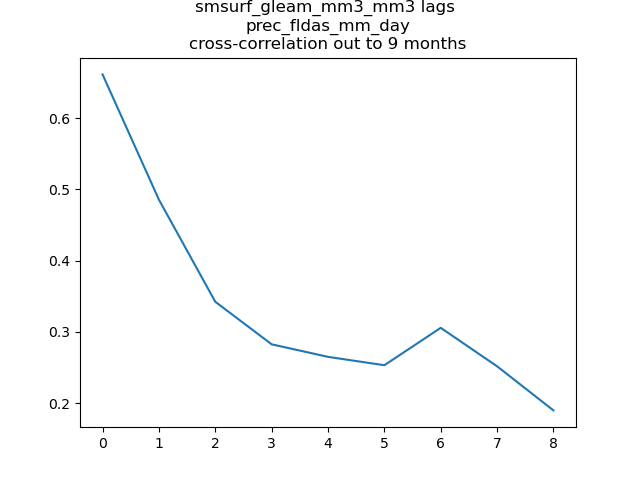 smsurf_gleam_mm3_mm3 lags
prec_fldas_mm_day
cross-correlation out to 9 months
0.6
0.5
0.4
0.3
0.2
0 1 2 3 4 5 6 7 8